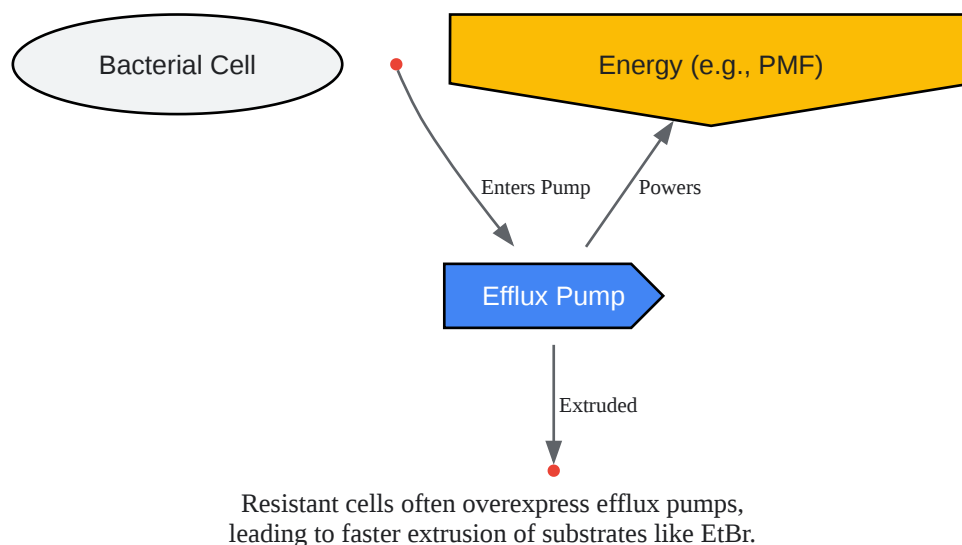 Bacterial Cell
Energy (e.g., PMF)
Enters Pump
Powers
Efflux Pump
Extruded
Resistant cells often overexpress efflux pumps,
leading to faster extrusion of substrates like EtBr.